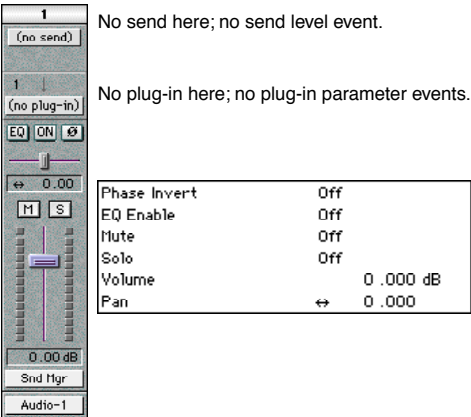 1
(no send)
No send here; no send level event.
1
(no plug-in)
No plug-in here; no plug-in parameter events.
EQ ON Ø
↔ 0.00
M S
Phase Invert Off
EQ Enable Off
Mute Off
Solo Off
Volume 0 .000 dB
Pan ↔ 0 .000
0.00 dB
Snd Mgr
Audio-1